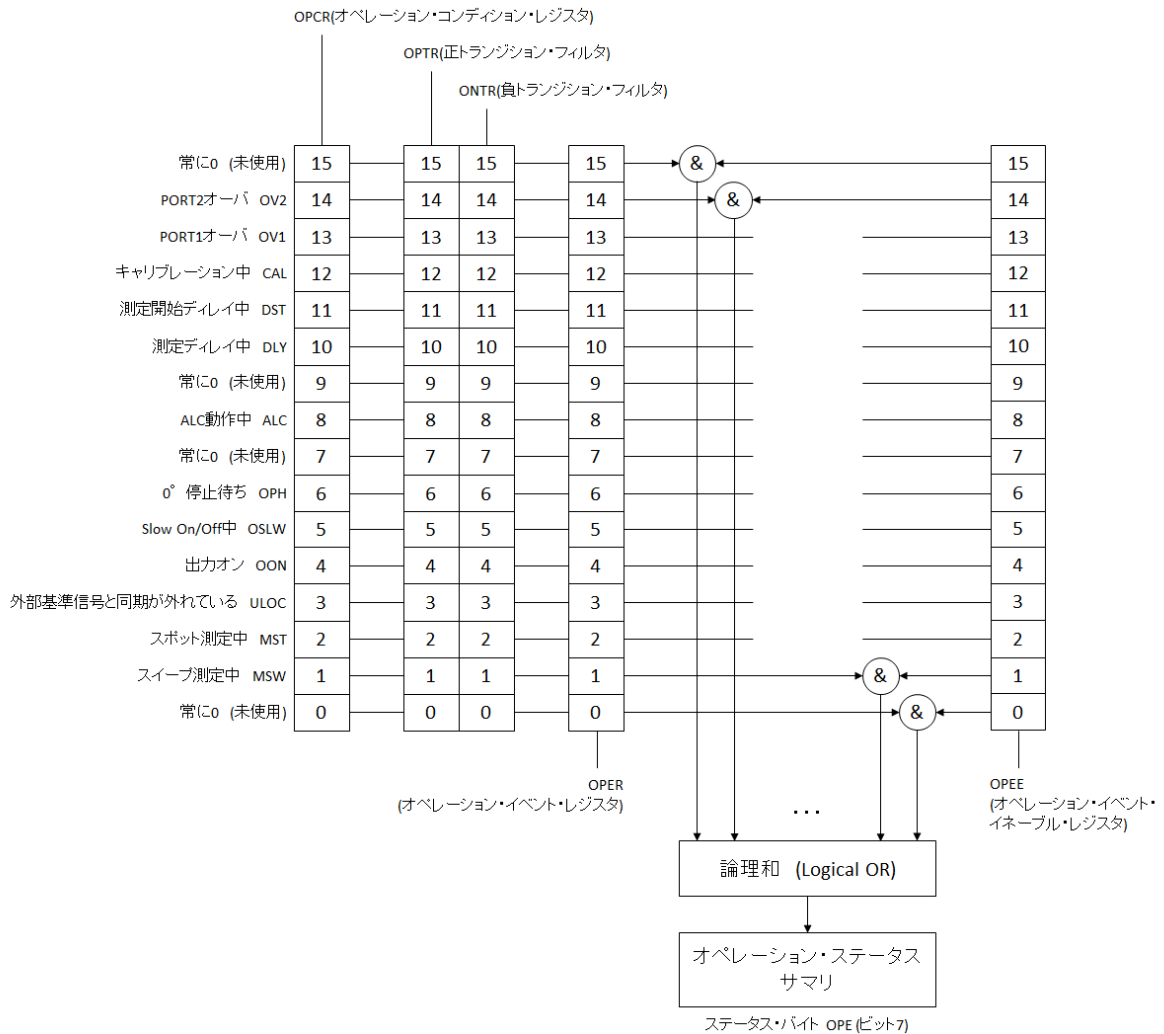 OPCR(オペレーション・コンディション・レジスタ)
OPTR(正トランジション・フィルタ)
ONTR(負トランジション・フィルタ)
常に0 (未使用) 15 15 15 15 & 15
PORT2オーバ OV2 14 14 14 14 & 14
PORT1オーバ OV1 13 13 13 13 13
キャリブレーション中 CAL 12 12 12 12 12
測定開始ディレイ中 DST 11 11 11 11 11
測定ディレイ中 DLY 10 10 10 10 10
常に0 (未使用) 9 9 9 9 9
ALC動作中 ALC 8 8 8 8 8
常に0 (未使用) 7 7 7 7 7
0°停止待ち OPH 6 6 6 6 6
Slow On/Off中 OSLW 5 5 5 5 5
出力オン OON 4 4 4 4 4
外部基準信号と同期が外れている ULOC 3 3 3 3 3
スポット測定中 MST 2 2 2 2 2
スイープ測定中 MSW 1 1 1 1 & 1
常に0 (未使用) 0 0 0 0 & 0
OPER
(オペレーション・イベント・レジスタ)
OPEE
(オペレーション・イベント・
イネーブル・レジスタ)
...
論理和 (Logical OR)
オペレーション・ステータス
サマリ
ステータス・バイト OPE (ビット7)